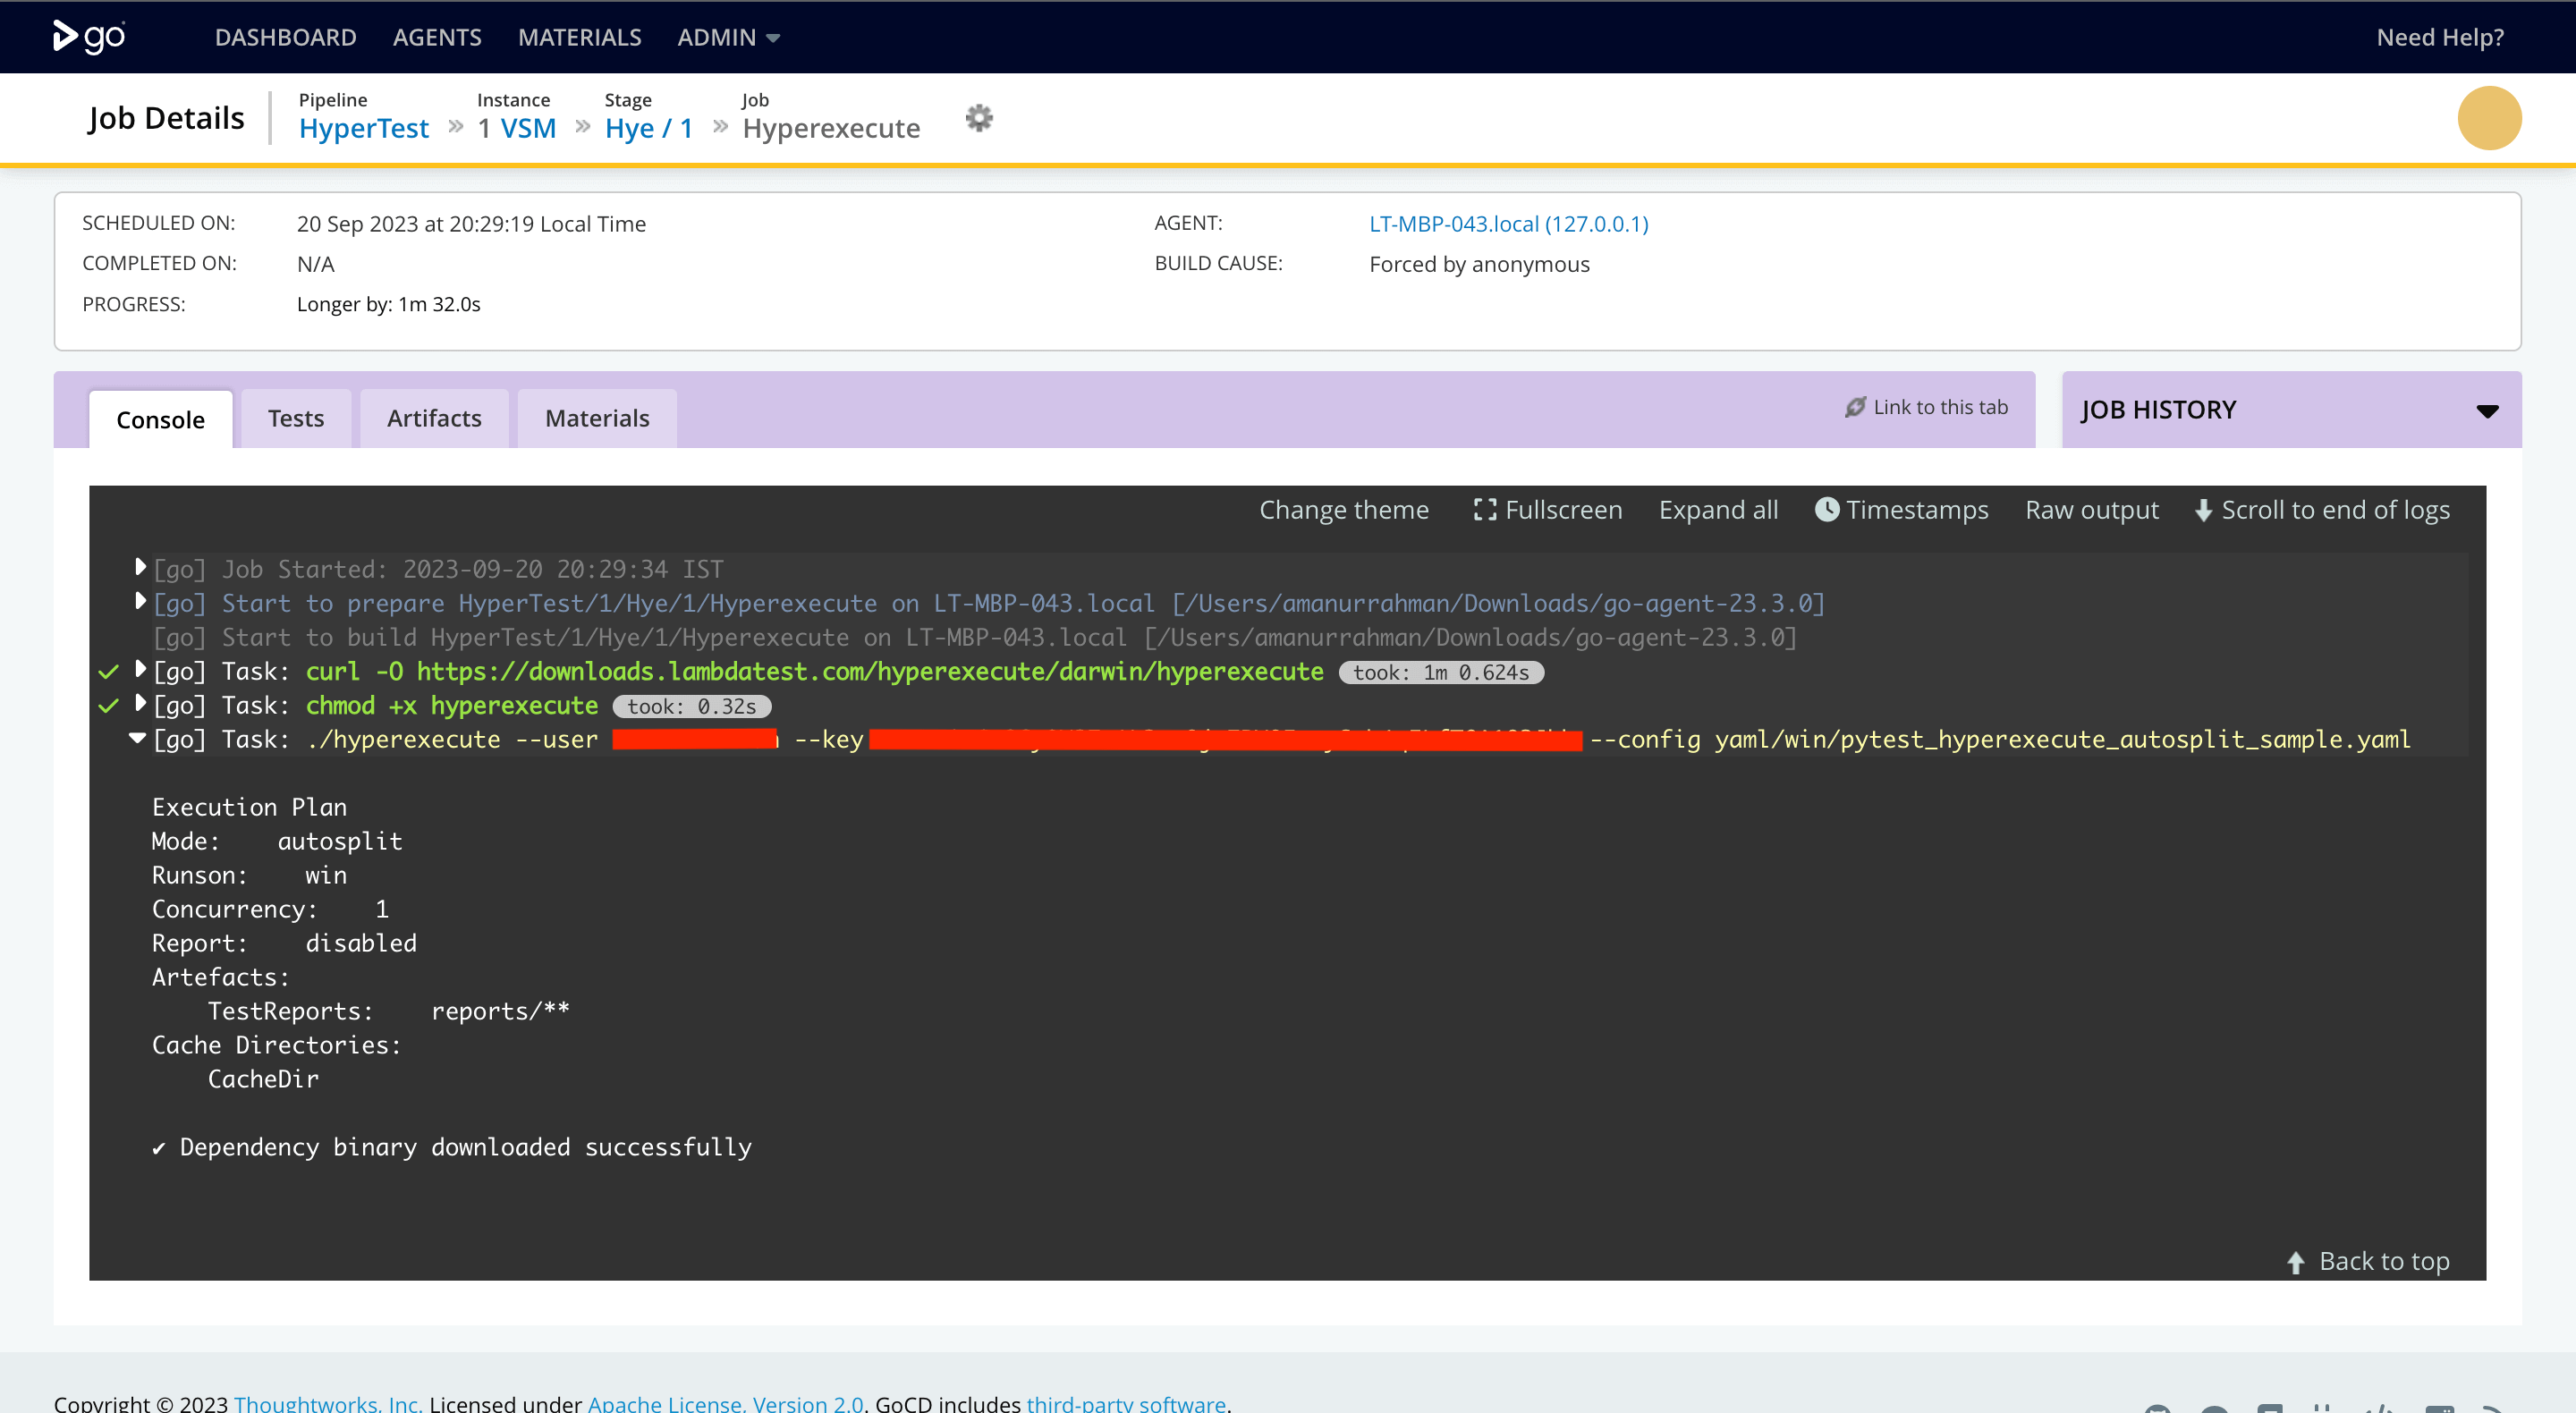 go
DASHBOARD AGENTS MATERIALS ADMIN Need Help?
Job Details
Pipeline Instance Stage Job
HyperTest » 1 VSM » Hye / 1 » Hyperexecute
SCHEDULED ON: 20 Sep 2023 at 20:29:19 Local Time
COMPLETED ON: N/A
PROGRESS: Longer by: 1m 32.0s
AGENT: LT-MBP-043.local (127.0.0.1)
BUILD CAUSE: Forced by anonymous
Console Tests Artifacts Materials Link to this tab
JOB HISTORY
Change theme Fullscreen Expand all Timestamps Raw output Scroll to end of logs
[go] Job Started: 2023-09-20 20:29:34 IST
[go] Start to prepare HyperTest/1/Hye/1/Hyperexecute on LT-MBP-043.local [/Users/amanurrahman/Downloads/go-agent-23.3.0]
[go] Start to build HyperTest/1/Hye/1/Hyperexecute on LT-MBP-043.local [/Users/amanurrahman/Downloads/go-agent-23.3.0]
[go] Task: curl -O https://downloads.lambdatest.com/hyperexecute/darwin/hyperexecute took: 1m 0.624s
[go] Task: chmod +x hyperexecute took: 0.32s
[go] Task: ./hyperexecute --user --key --config yaml/win/pytest_hyperexecute_autosplit_sample.yaml
Execution Plan
Mode: autosplit
Runson: win
Concurrency: 1
Report: disabled
Artefacts:
TestReports: reports/**
Cache Directories:
CacheDir
✔ Dependency binary downloaded successfully
Back to top
Copyright © 2023 Thoughtworks, Inc. Licensed under Apache License, Version 2.0. GoCD includes third-party software.